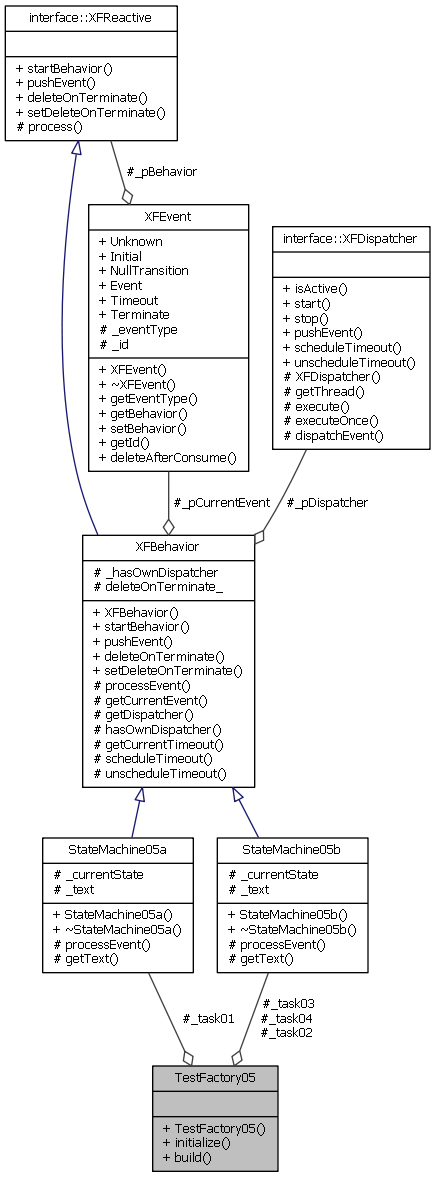 interface::XFReactive
+ startBehavior()
+ pushEvent()
+ deleteOnTerminate()
+ setDeleteOnTerminate()
# process()
#_pBehavior
XFEvent
+ Unknown
+ Initial
+ NullTransition
+ Event
+ Timeout
+ Terminate
# _eventType
# _id
+ XFEvent()
+ ~XFEvent()
+ getEventType()
+ getBehavior()
+ setBehavior()
+ getId()
+ deleteAfterConsume()
interface::XFDispatcher
+ isActive()
+ start()
+ stop()
+ pushEvent()
+ scheduleTimeout()
+ unscheduleTimeout()
# XFDispatcher()
# getThread()
# execute()
# executeOnce()
# dispatchEvent()
#_pCurrentEvent
#_pDispatcher
XFBehavior
# _hasOwnDispatcher
# deleteOnTerminate_
+ XFBehavior()
+ startBehavior()
+ pushEvent()
+ deleteOnTerminate()
+ setDeleteOnTerminate()
# processEvent()
# getCurrentEvent()
# getDispatcher()
# hasOwnDispatcher()
# getCurrentTimeout()
# scheduleTimeout()
# unscheduleTimeout()
StateMachine05a
# _currentState
# _text
+ StateMachine05a()
+ ~StateMachine05a()
# processEvent()
# getText()
StateMachine05b
# _currentState
# _text
+ StateMachine05b()
+ ~StateMachine05b()
# processEvent()
# getText()
#_task01
#_task03
#_task04
#_task02
TestFactory05
+ TestFactory05()
+ initialize()
+ build()